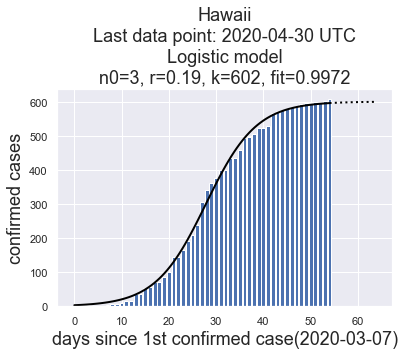 Hawaii
Last data point: 2020-04-30 UTC
Logistic model
n0=3, r=0.19, k=602, fit=0.9972
confirmed cases
600
500
400
300
200
100
0
0 10 20 30 40 50 60
days since 1st confirmed case(2020-03-07)